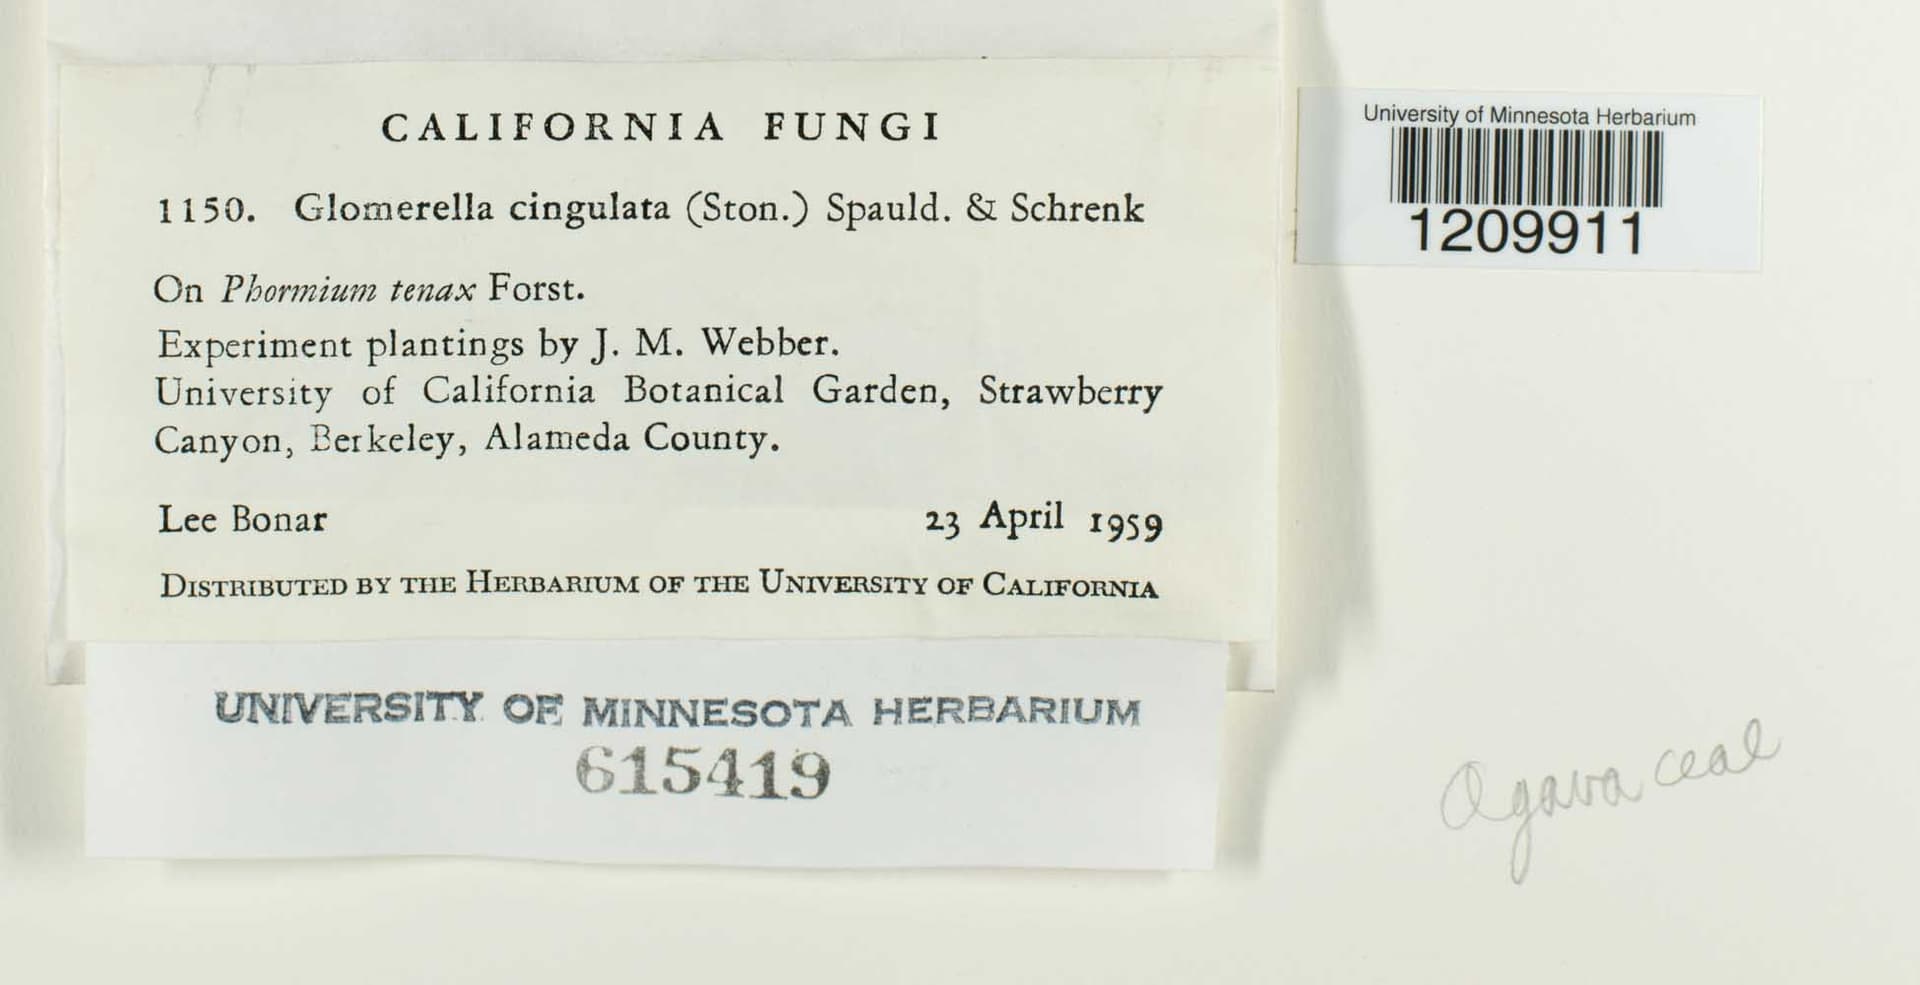 CALIFORNIA FUNGI
1150. Glomerella cingulata (Ston.) Spauld. & Schrenk
On Phormium tenax Forst.
Experiment plantings by J. M. Webber.
University of California Botanical Garden, Strawberry
Canyon, Berkeley, Alameda County.
Lee Bonar 23 April 1959
DISTRIBUTED BY THE HERBARIUM OF THE UNIVERSITY OF CALIFORNIA
UNIVERSITY OF MINNESOTA HERBARIUM
615419
University of Minnesota Herbarium
1209911
Agavaceae